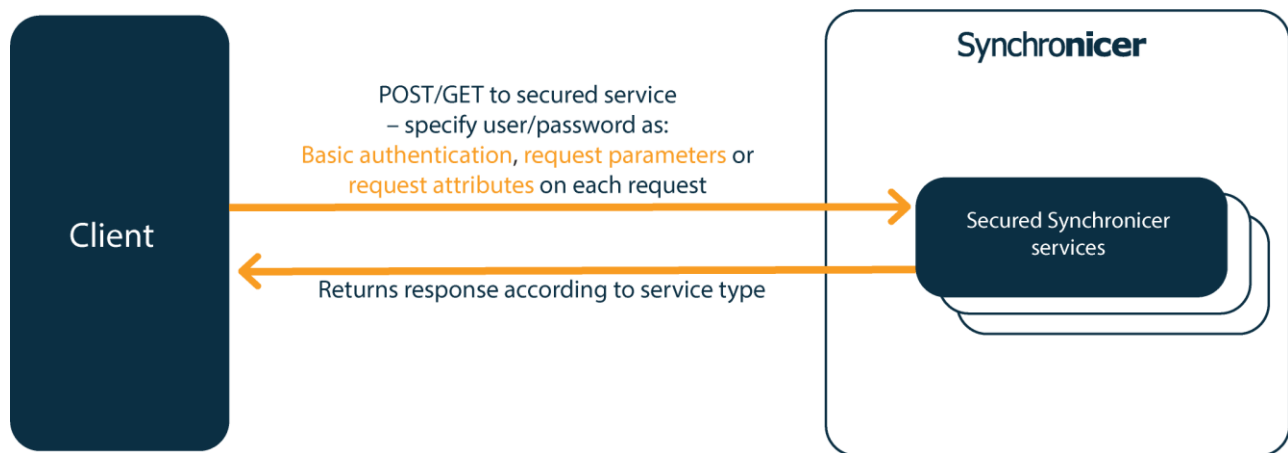 Synchronicer
POST/GET to secured service
– specify user/password as:
Basic authentication, request parameters or
request attributes on each request
Client
Secured Synchronicer
services
Returns response according to service type